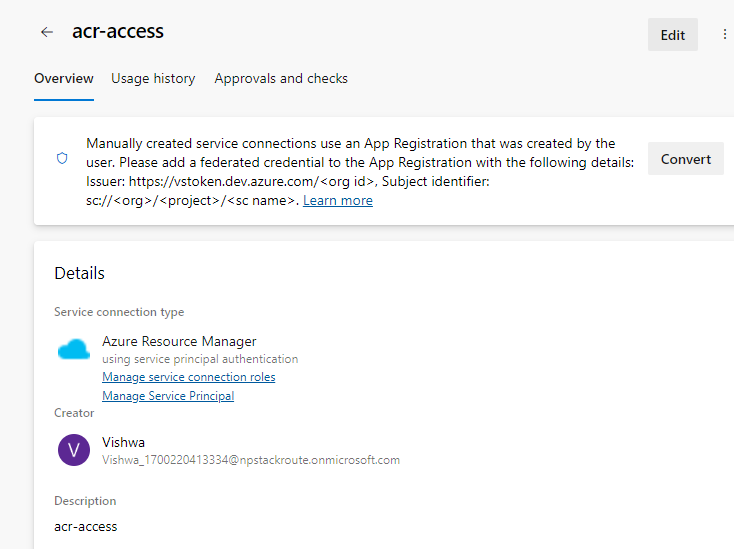 acr-access
Edit
Overview
Usage history
Approvals and checks
Manually created service connections use an App Registration that was created by the
user. Please add a federated credential to the App Registration with the following details:
Issuer: https://vstoken.dev.azure.com/<org id>, Subject identifier:
sc://<org>/<project>/<sc name>. Learn more
Convert
Details
Service connection type
Azure Resource Manager
using service principal authentication
Manage service connection roles
Manage Service Principal
Creator
V
Vishwa
Vishwa_1700220413334@npstackroute.onmicrosoft.com
Description
acr-access